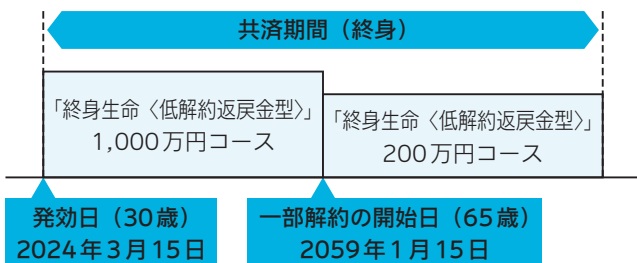 共済期間（終身）
「終身生命〈低解約返戻金型〉」
1,000万円コース
「終身生命〈低解約返戻金型〉」
200万円コース
発効日（30歳）
2024年3月15日
一部解約の開始日（65歳）
2059年1月15日